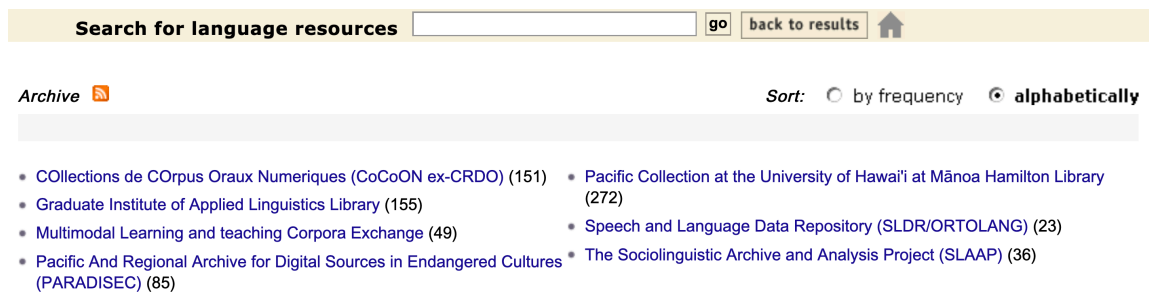 Search for language resources go back to results
Archive Sort: by frequency alphabetically
COllections de COrpus Oraux Numeriques (CoCoON ex-CRDO) (151)
Graduate Institute of Applied Linguistics Library (155)
Multimodal Learning and teaching Corpora Exchange (49)
Pacific And Regional Archive for Digital Sources in Endangered Cultures
(PARADISEC) (85)
Pacific Collection at the University of Hawai'i at Mānoa Hamilton Library
(272)
Speech and Language Data Repository (SLDR/ORTOLANG) (23)
The Sociolinguistic Archive and Analysis Project (SLAAP) (36)